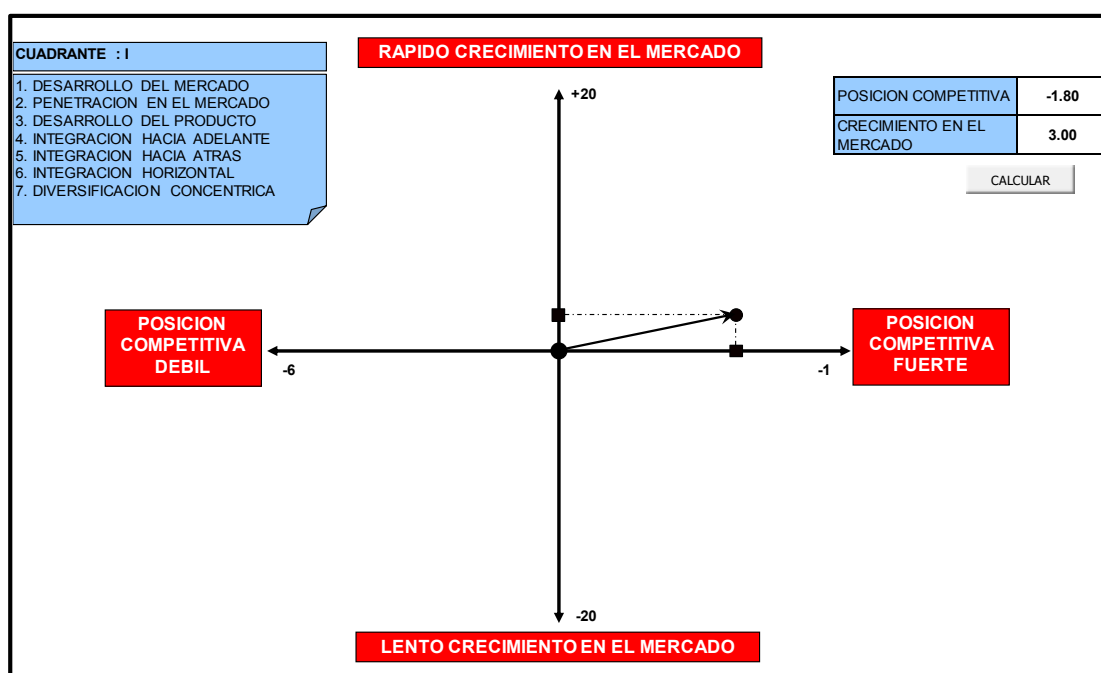 CUADRANTE : I
1. DESARROLLO DEL MERCADO
2. PENETRACION EN EL MERCADO
3. DESARROLLO DEL PRODUCTO
4. INTEGRACION HACIA ADELANTE
5. INTEGRACION HACIA ATRAS
6. INTEGRACION HORIZONTAL
7. DIVERSIFICACION CONCENTRICA
RAPIDO CRECIMIENTO EN EL MERCADO
+20
POSICION COMPETITIVA -1.80
CRECIMIENTO EN EL
MERCADO 3.00
CALCULAR
POSICION
COMPETITIVA
DEBIL
-6
-1
POSICION
COMPETITIVA
FUERTE
-20
LENTO CRECIMIENTO EN EL MERCADO